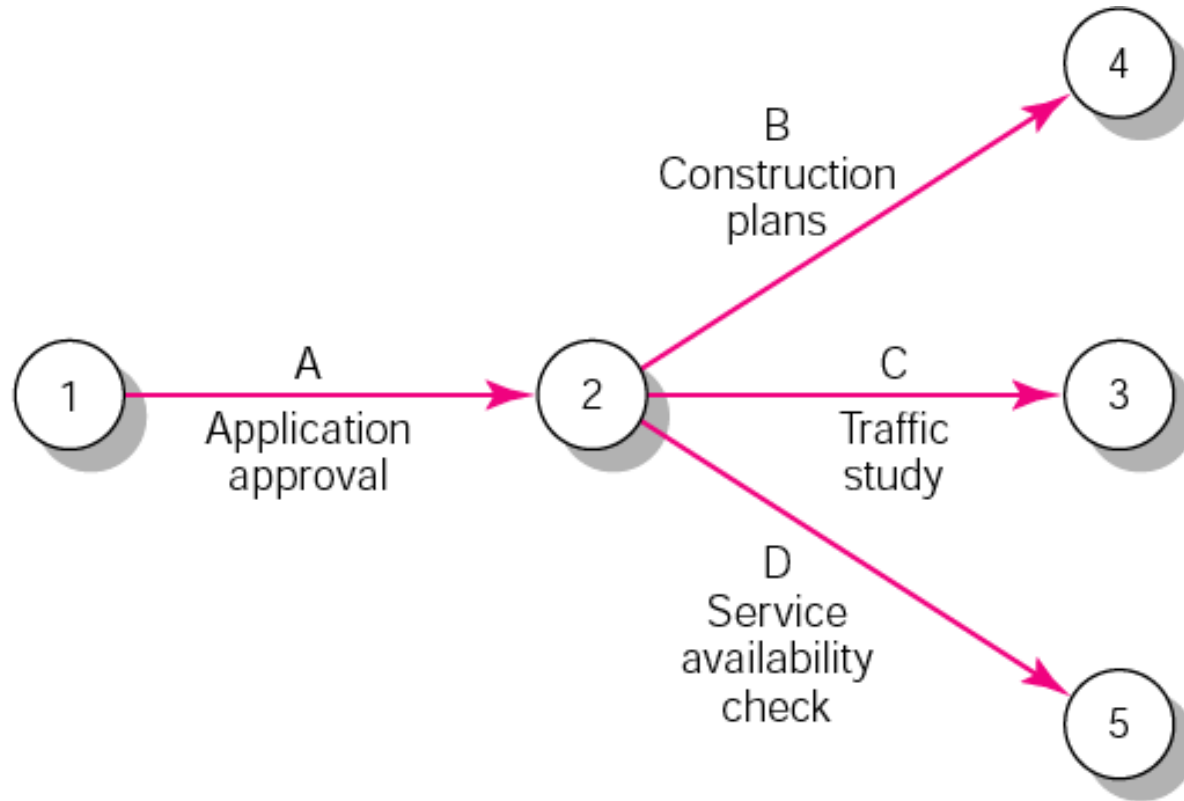 4
B
Construction
plans
1
A
Application
approval
2
C
Traffic
study
3
D
Service
availability
check
5